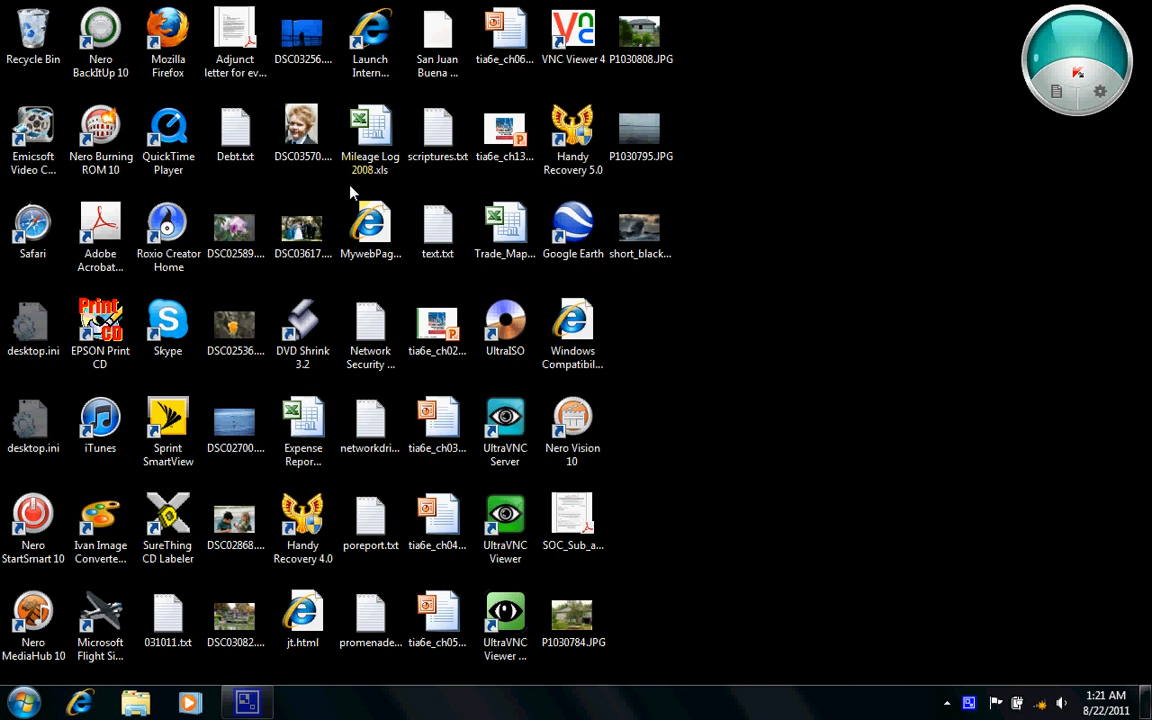 Recycle Bin
Nero
BackItUp 10
Mozilla
Firefox
Adjunct
letter for ev...
DSC03256....
Launch
Intern...
San Juan
Buena ...
tia6e_ch06...
VNC Viewer 4
P1030808.JPG
Emicsoft
Video C...
Nero Burning
ROM 10
QuickTime
Player
Debt.txt
DSC03570....
Mileage Log
2008.xls
scriptures.txt
tia6e_ch13...
Handy
Recovery 5.0
P1030795.JPG
Safari
Adobe
Acrobat...
Roxio Creator
Home
DSC02589....
DSC03617....
MywebPag...
text.txt
Trade_Map...
Google Earth
short_black...
desktop.ini
Print
CD
EPSON Print
CD
Skype
DSC02536....
DVD Shrink
3.2
Network
Security ...
tia6e_ch02...
UltraISO
Windows
Compatibil...
desktop.ini
iTunes
Sprint
SmartView
DSC02700....
Expense
Repor...
networkdri...
tia6e_ch03...
UltraVNC
Server
Nero Vision
10
Nero
StartSmart 10
Ivan Image
Converte...
SureThing
CD Labeler
DSC02868....
Handy
Recovery 4.0
poreport.txt
tia6e_ch04...
UltraVNC
Viewer
SOC_Sub_a...
Nero
MediaHub 10
Microsoft
Flight Si...
031011.txt
DSC03082....
jt.html
promenade...
tia6e_ch05...
UltraVNC
Viewer ...
P1030784.JPG
1:21 AM
8/22/2011